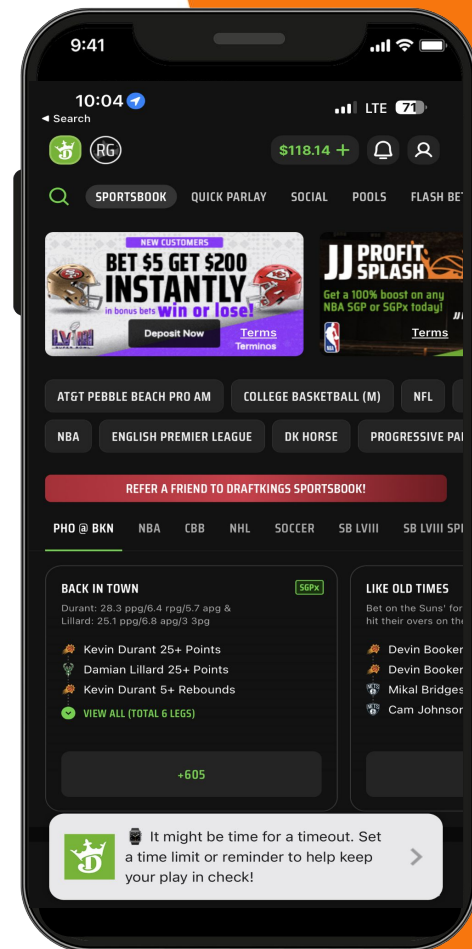 9:41
10:04
◄ Search
LTE 71
RG
$118.14 +
SPORTSBOOK QUICK PARLAY SOCIAL POOLS FLASH BET
NEW CUSTOMERS
BET $5 GET $200
INSTANTLY
in bonus bets win or lose!
LVIII
SUPER BOWL
Deposit Now
Terms
Terminos
JJ PROFIT
SPLASH
Get a 100% boost on any
NBA SGP or SGPx today!
Terms
AT&T PEBBLE BEACH PRO AM COLLEGE BASKETBALL (M) NFL
NBA ENGLISH PREMIER LEAGUE DK HORSE PROGRESSIVE PA
REFER A FRIEND TO DRAFTKINGS SPORTSBOOK!
PHO @ BKN NBA CBB NHL SOCCER SB LVIII SB LVIII SP
BACK IN TOWN
SGPx
Durant: 28.3 ppg/6.4 rpg/5.7 apg &
Lillard: 25.1 ppg/6.8 apg/3 3pg
Kevin Durant 25+ Points
Damian Lillard 25+ Points
Kevin Durant 5+ Rebounds
VIEW ALL (TOTAL 6 LEGS)
+605
LIKE OLD TIMES
Bet on the Suns' for
hit their overs on the
Devin Booker
Devin Booker
Mikal Bridges
Cam Johnson
It might be time for a timeout. Set
a time limit or reminder to help keep
your play in check!